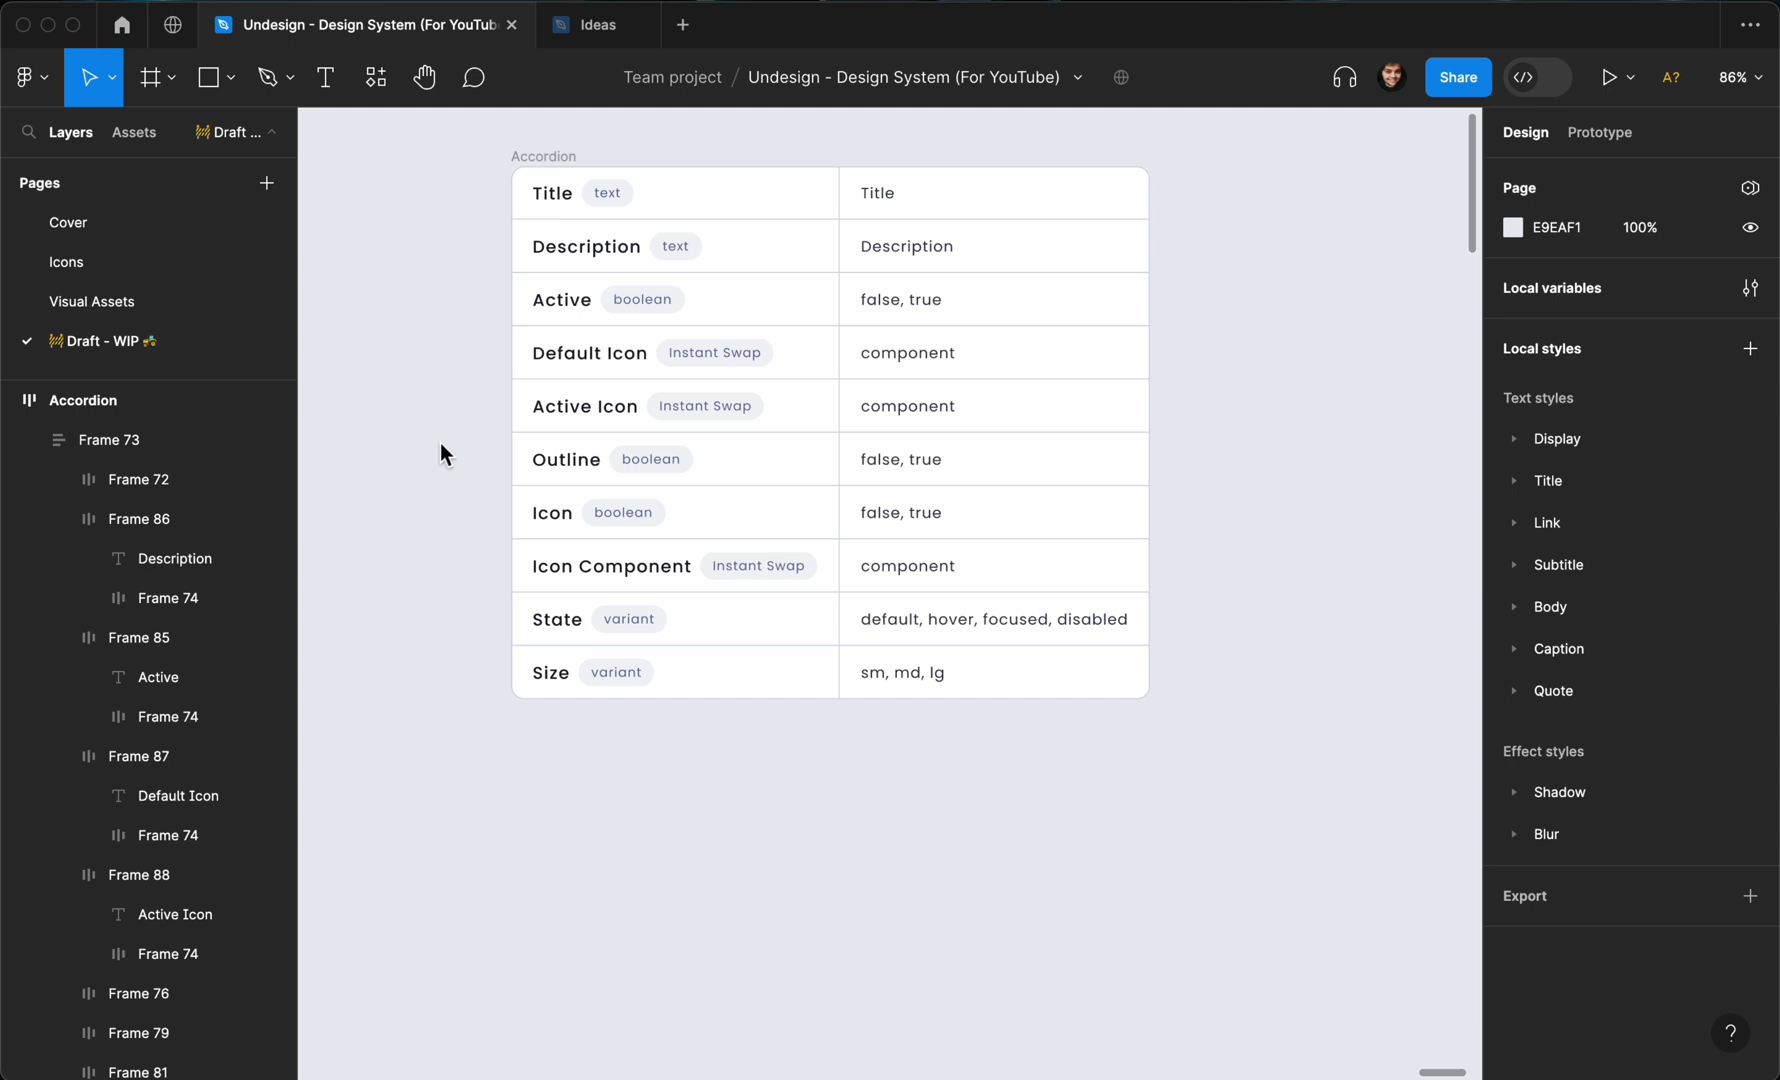 Undesign - Design System (For YouTub
Ideas
Team project / Undesign - Design System (For YouTube)
Share
A?
86%
Layers
Assets
Draft ...
Pages
Cover
Icons
Visual Assets
Draft - WIP
Accordion
Frame 73
Frame 72
Frame 86
Description
Frame 74
Frame 85
Active
Frame 74
Frame 87
Default Icon
Frame 74
Frame 88
Active Icon
Frame 74
Frame 76
Frame 79
Frame 81
Accordion
Title text Title
Description text Description
Active boolean false, true
Default Icon Instant Swap component
Active Icon Instant Swap component
Outline boolean false, true
Icon boolean false, true
Icon Component Instant Swap component
State variant default, hover, focused, disabled
Size variant sm, md, lg
Design
Prototype
Page
E9EAF1 100%
Local variables
Local styles
Text styles
Display
Title
Link
Subtitle
Body
Caption
Quote
Effect styles
Shadow
Blur
Export
?